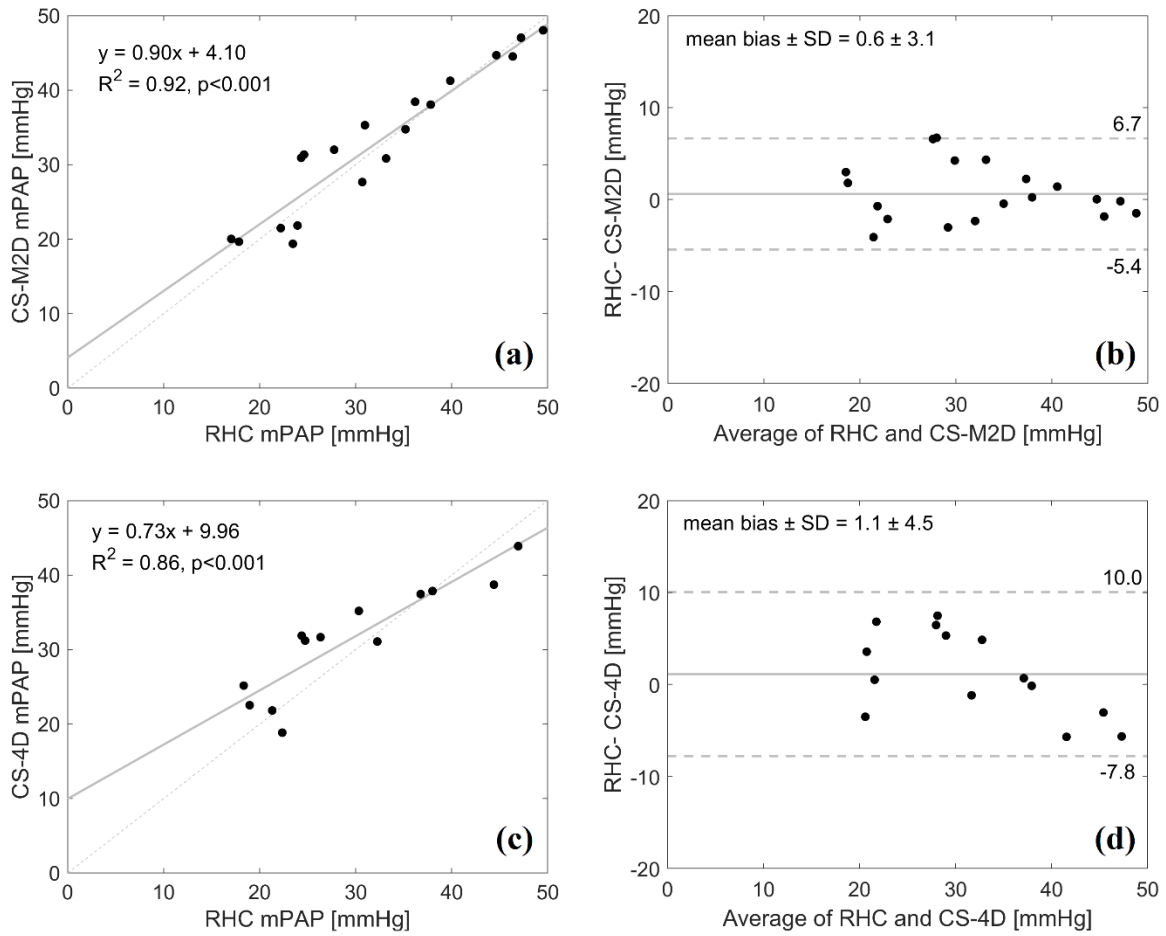 50
40
30
20
10
0
CS-M2D mPAP [mmHg]
y = 0.90x + 4.10
R² = 0.92, p<0.001
(a)
0 10 20 30 40 50
RHC mPAP [mmHg]
20
10
0
-10
-20
RHC- CS-M2D [mmHg]
mean bias ± SD = 0.6 ± 3.1
6.7
-5.4
(b)
0 10 20 30 40 50
Average of RHC and CS-M2D [mmHg]
50
40
30
20
10
0
CS-4D mPAP [mmHg]
y = 0.73x + 9.96
R² = 0.86, p<0.001
(c)
0 10 20 30 40 50
RHC mPAP [mmHg]
20
10
0
-10
-20
RHC- CS-4D [mmHg]
mean bias ± SD = 1.1 ± 4.5
10.0
-7.8
(d)
0 10 20 30 40 50
Average of RHC and CS-4D [mmHg]